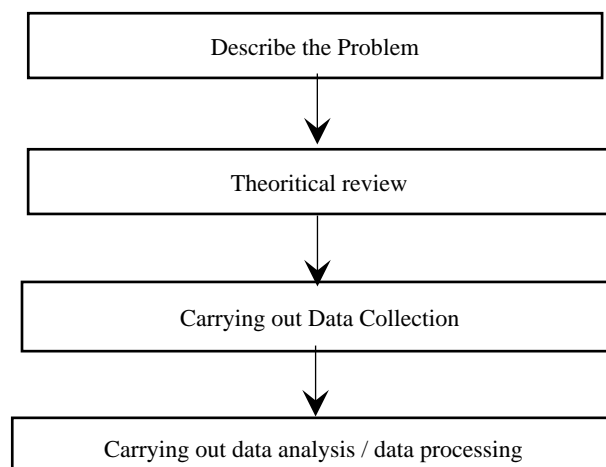 Describe the Problem
Theoritical review
Carrying out Data Collection
Carrying out data analysis / data processing